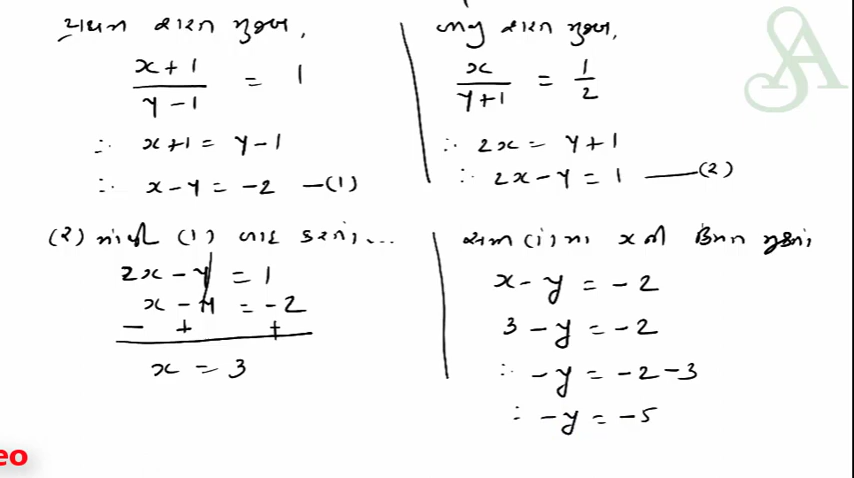 પ્રથમ શરત મુજબ,
x+1/y-1 = 1
∴ x+1 = y-1
∴ x-y = -2 —(1)
શરત મુજબ,
x/y+1 = 1/2
∴ 2x = y+1
∴ 2x-y = 1 —(2)
(2) માંથી (1) બાદ કરતાં,...
2x - y = 1
x - y = -2
- + +
x = 3
(1) માં x ની કિંમત મુકતાં,
x - y = -2
3 - y = -2
∴ -y = -2-3
∴ -y = -5
eo